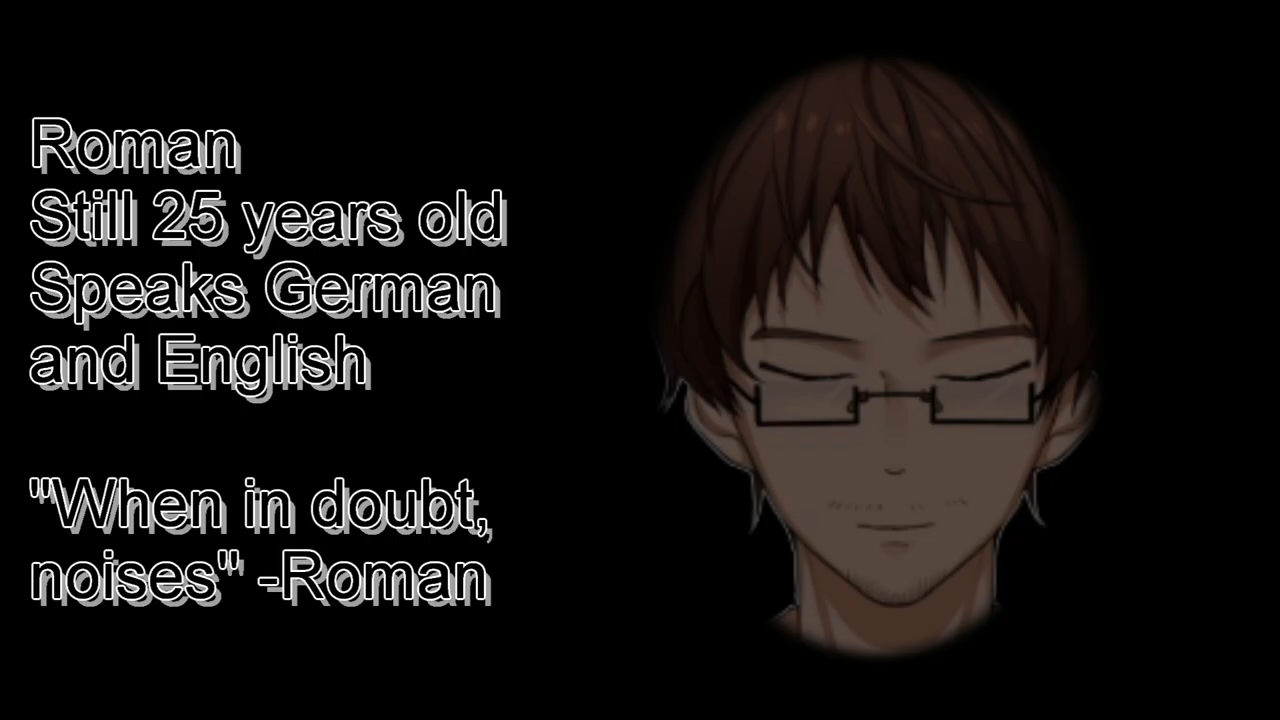 Roman
Still 25 years old
Speaks German
and English
"When in doubt,
noises" -Roman